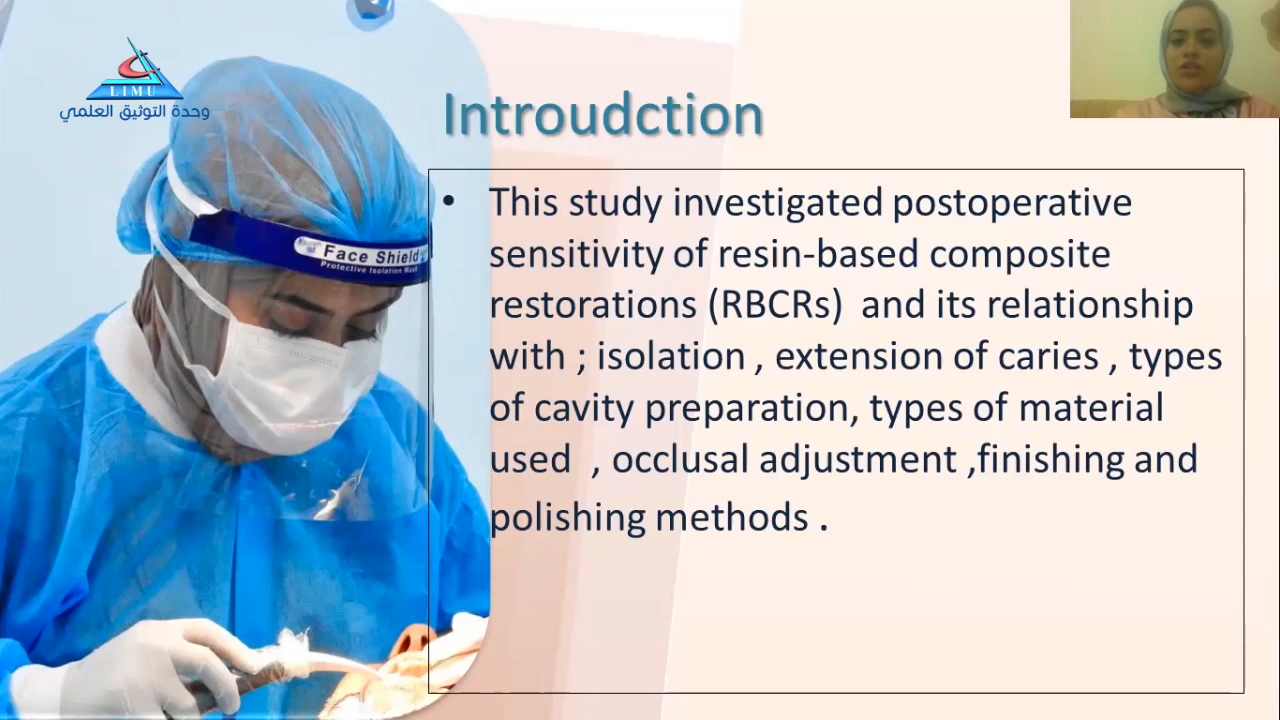 LIMU
وحدة التوثيق العلمي
Introudction
Face Shield
Protective Isolation Mask
• This study investigated postoperative
sensitivity of resin-based composite
restorations (RBCRs)  and its relationship
with ; isolation , extension of caries , types
of cavity preparation, types of material
used  , occlusal adjustment ,finishing and
polishing methods .